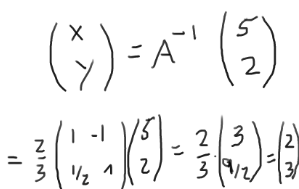 (x y) = A^{-1} (5 2)
= 2/3 (1 -1 1/2 1) (5 2) = 2/3 · (3 9/2) = (2 3)